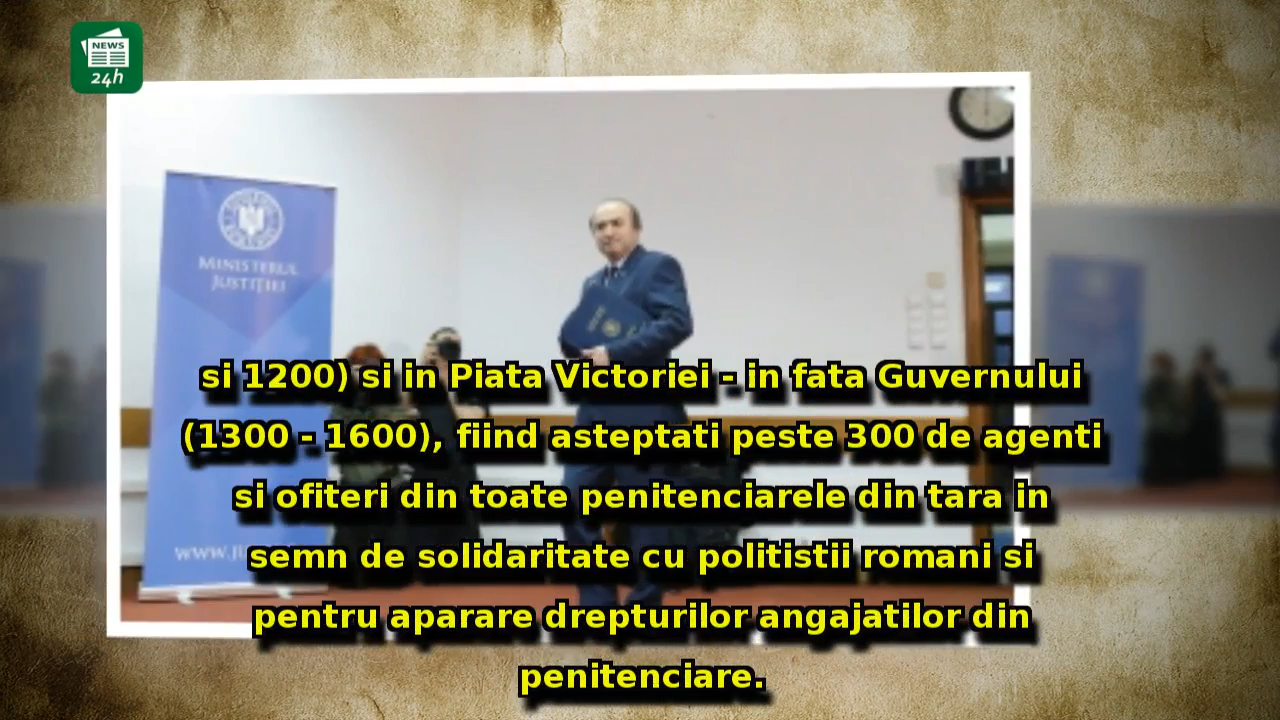 NEWS
24h
MINISTERUL
JUSTIȚIEI
si 1200) si in Piata Victoriei - in fata Guvernului
(1300 - 1600), fiind asteptati peste 300 de agenti
si ofiteri din toate penitenciarele din tara in
semn de solidaritate cu politistii romani si
pentru aparare drepturilor angajatilor din
penitenciare.